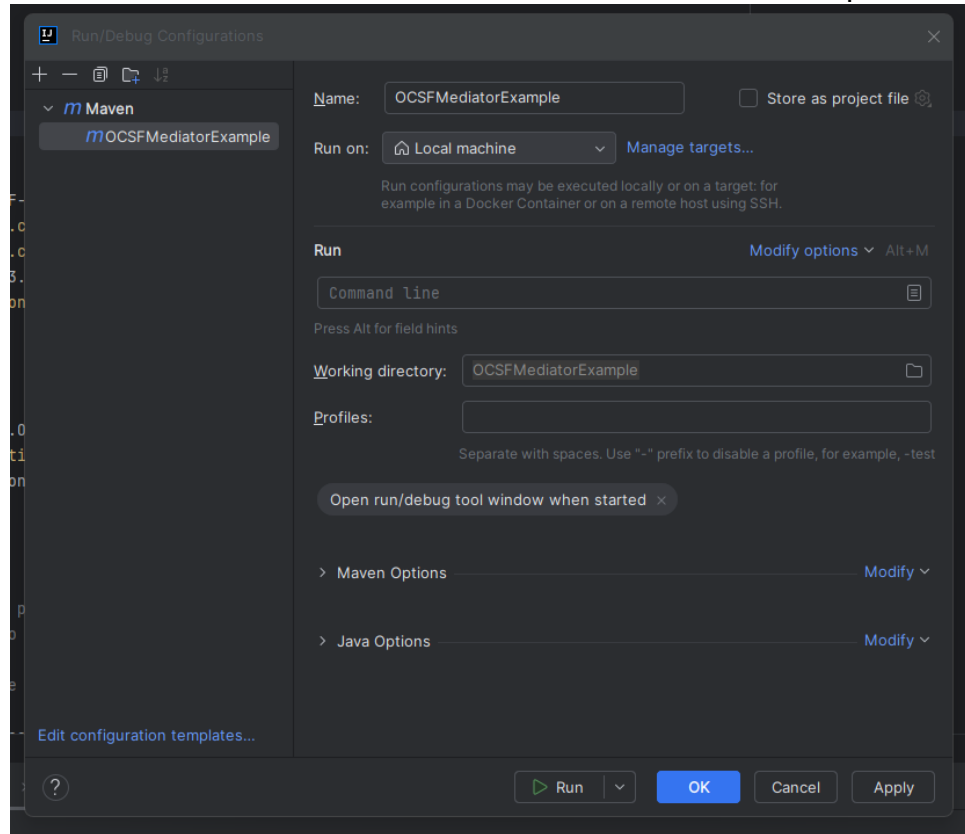 Run/Debug Configurations
Maven
OCSFMediatorExample
Name: OCSFMediatorExample Store as project file
Run on: Local machine Manage targets...
Run configurations may be executed locally or on a target: for
example in a Docker Container or on a remote host using SSH.
Run Modify options Alt+M
Command line
Press Alt for field hints
Working directory: OCSFMediatorExample
Profiles:
Separate with spaces. Use "-" prefix to disable a profile, for example, -test
Open run/debug tool window when started
Maven Options Modify
Java Options Modify
Edit configuration templates...
? Run OK Cancel Apply